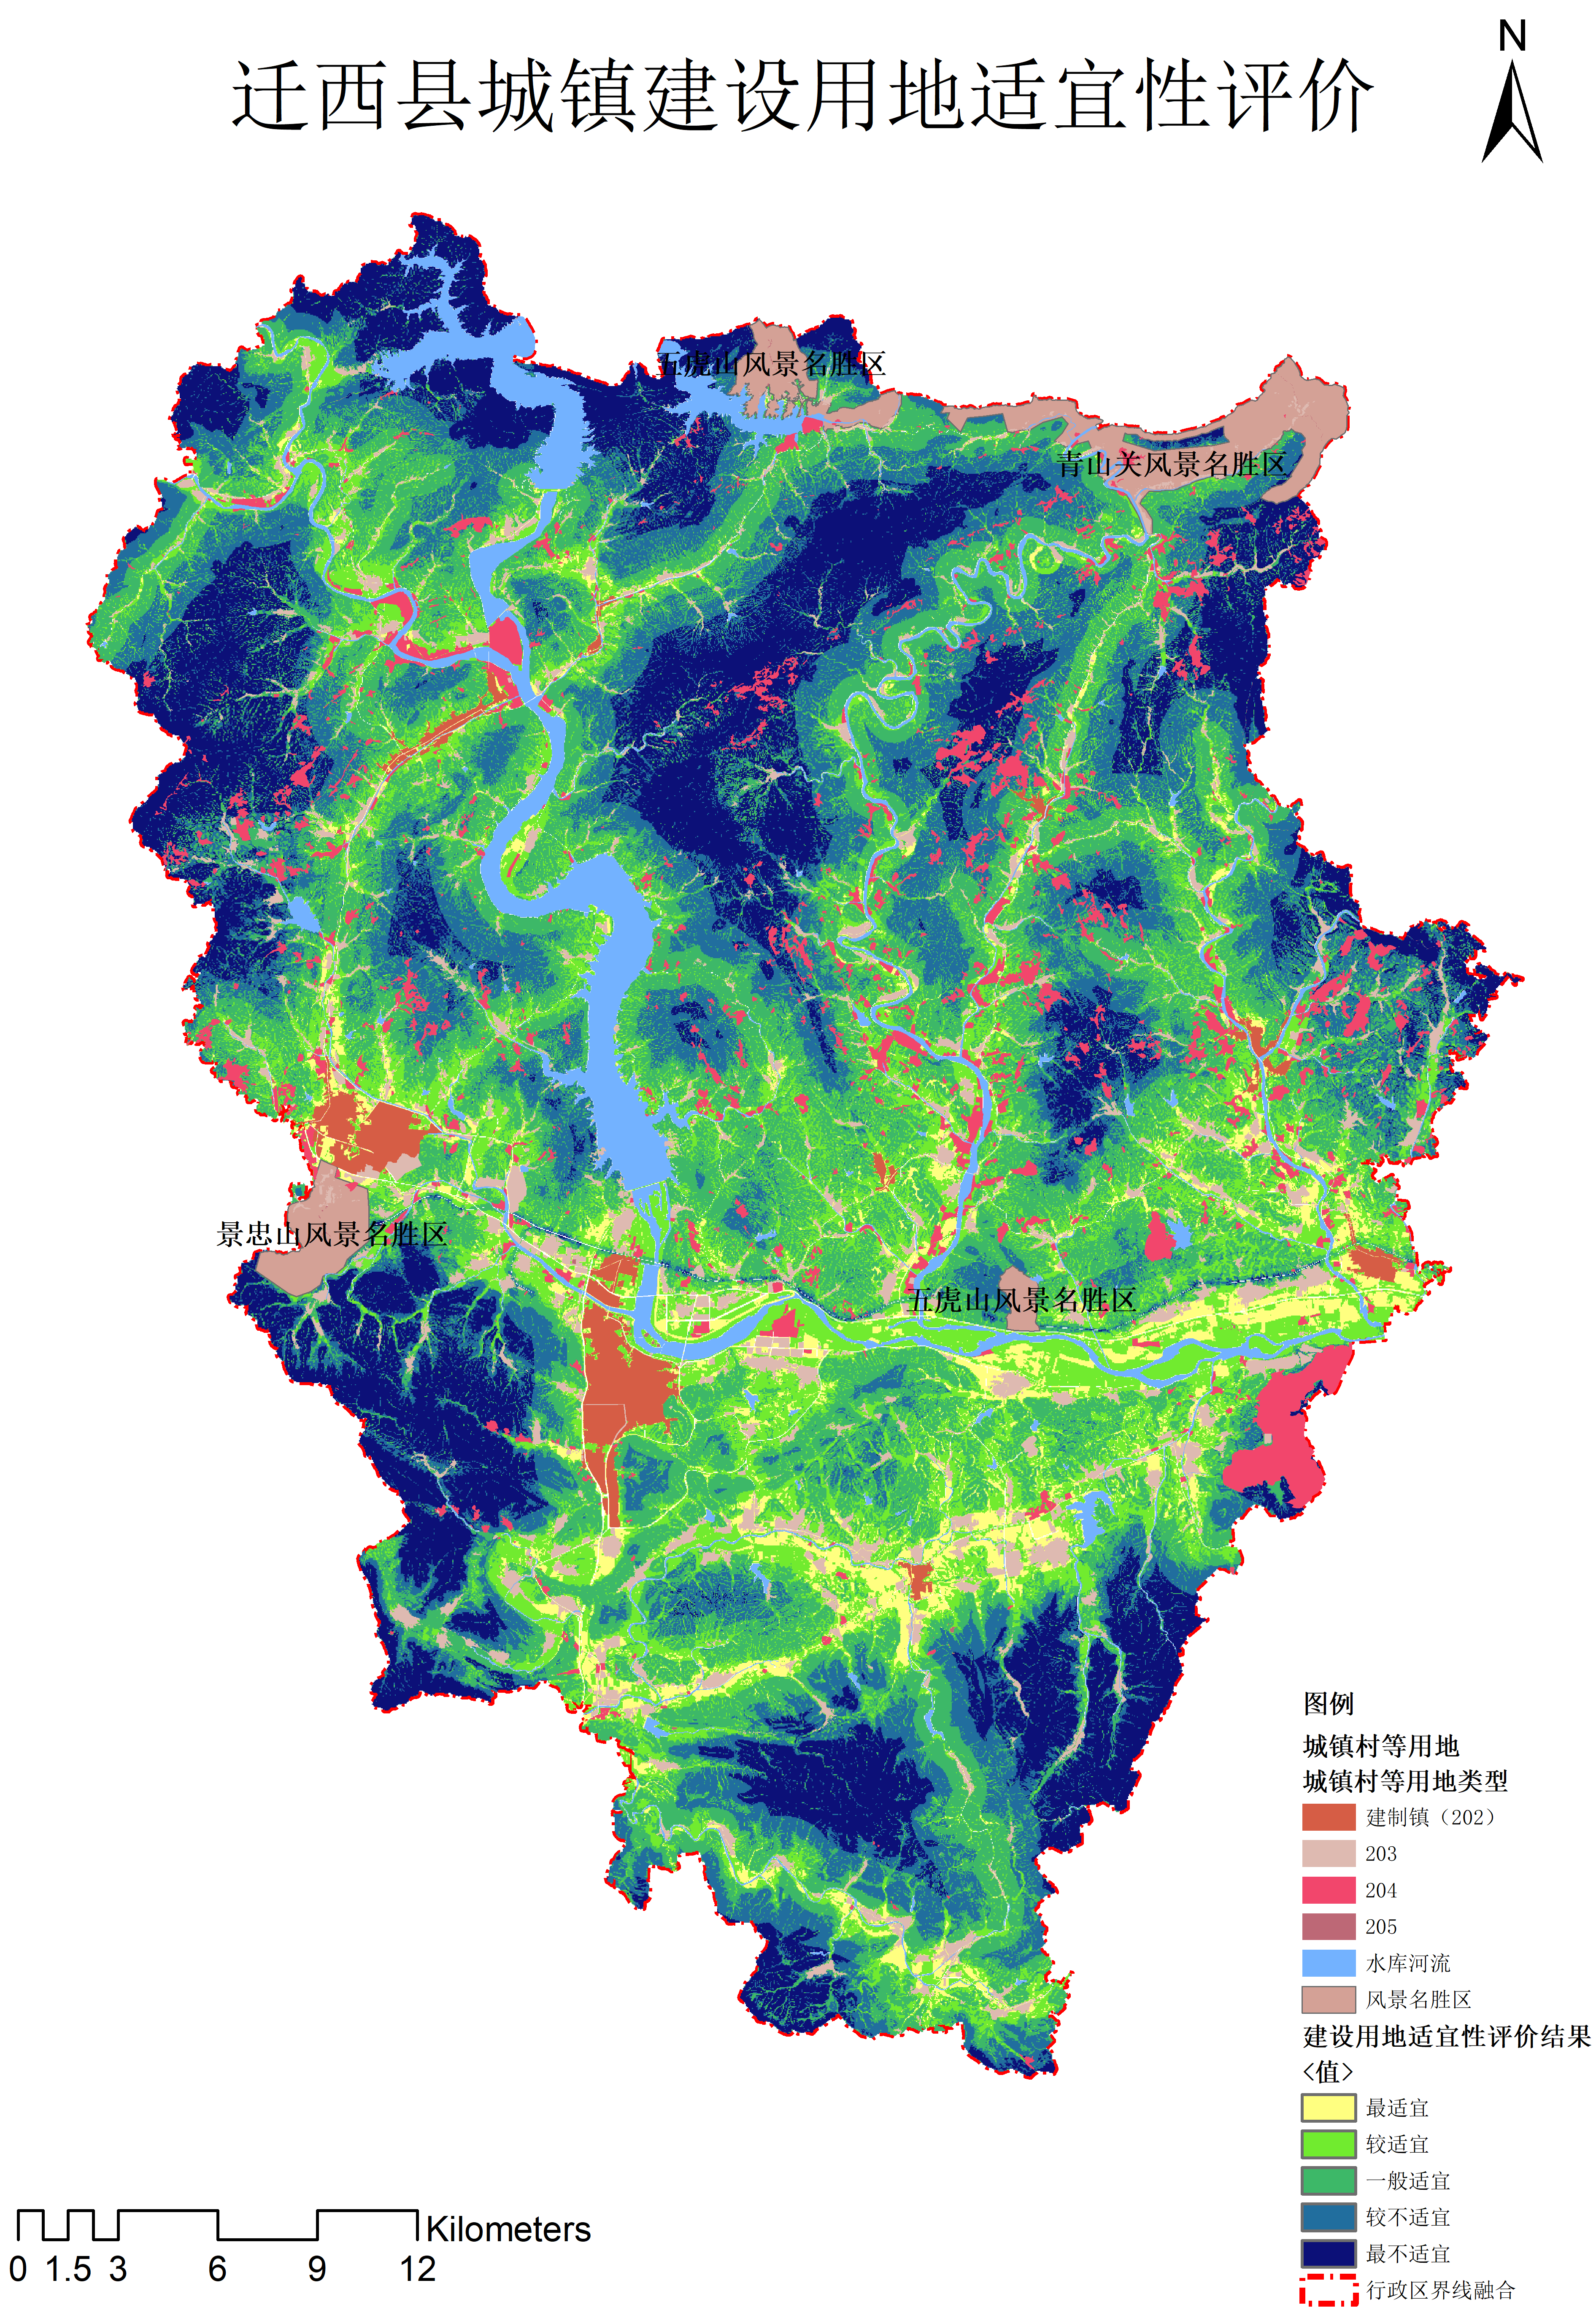 N
迁西县城镇建设用地适宜性评价
五虎山风景名胜区
青山关风景名胜区
景忠山风景名胜区
五虎山风景名胜区
图例
城镇村等用地
城镇村等用地类型
建制镇（202）
203
204
205
水库河流
风景名胜区
建设用地适宜性评价结果
<值>
最适宜
较适宜
一般适宜
较不适宜
最不适宜
行政区界线融合
Kilometers
0 1.5 3 6 9 12